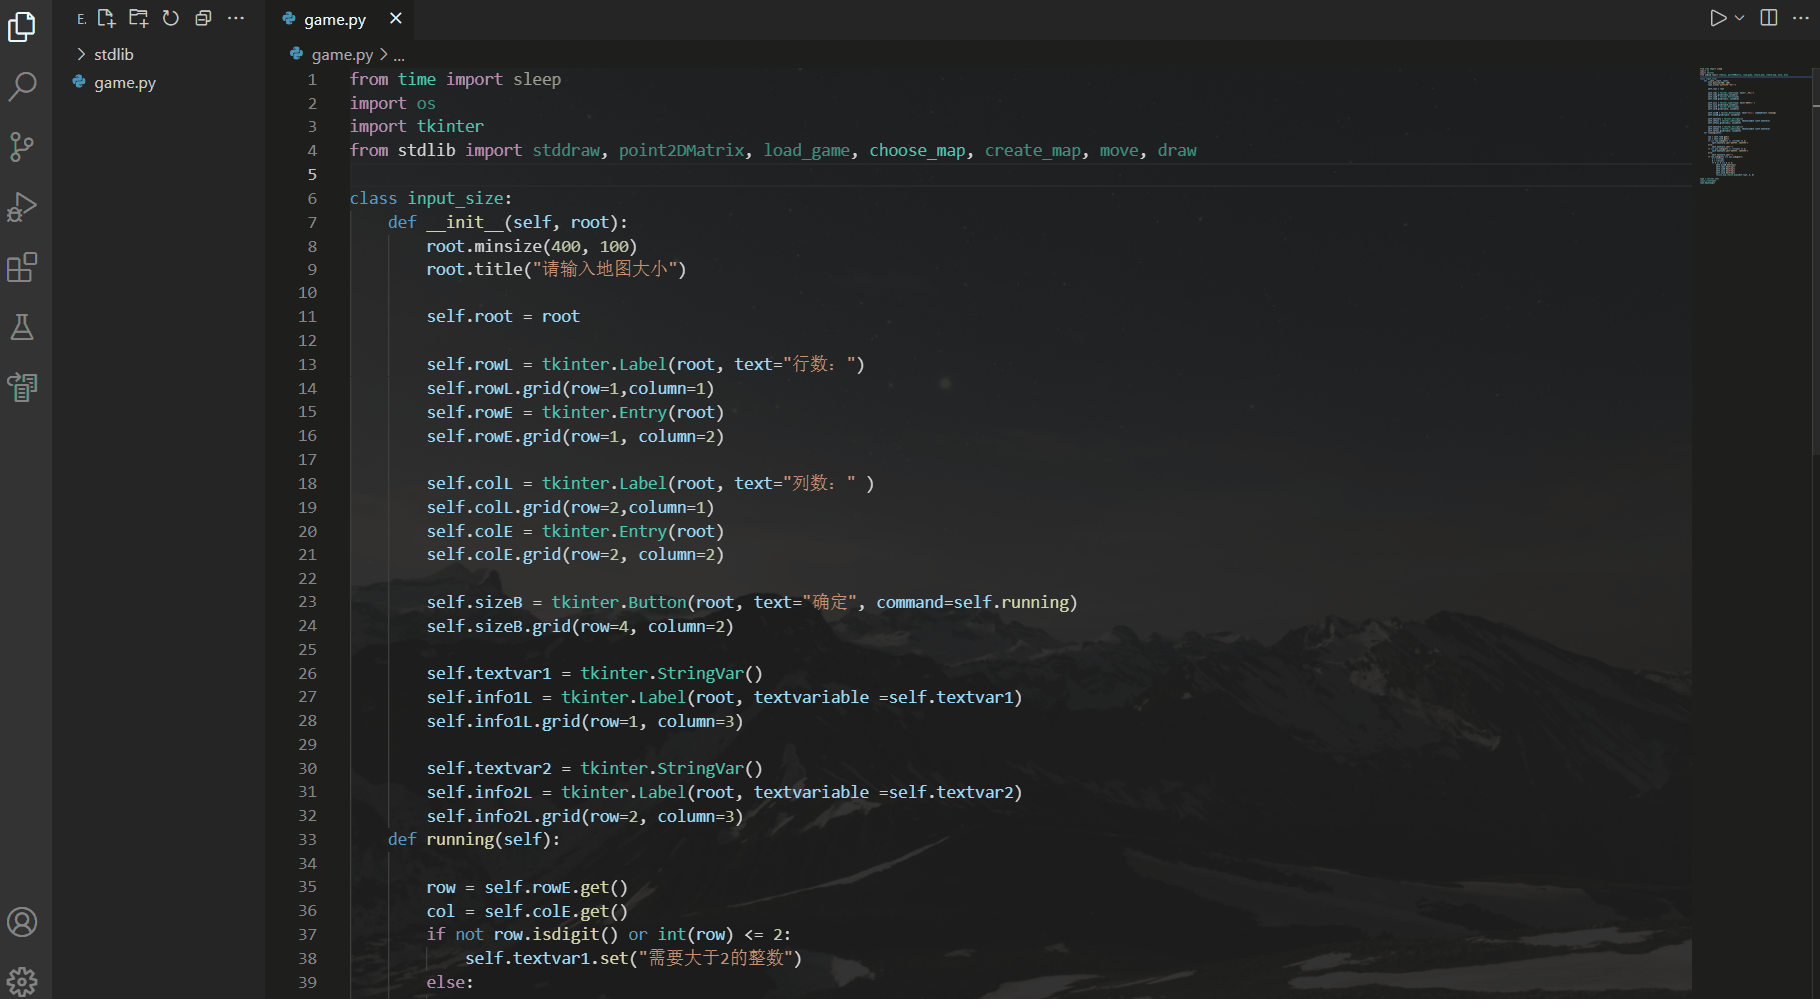 E.
game.py
stdlib
game.py
game.py > ...
1 from time import sleep
2 import os
3 import tkinter
4 from stdlib import stddraw, point2DMatrix, load_game, choose_map, create_map, move, draw
5
6 class input_size:
7 def __init__(self, root):
8 root.minsize(400, 100)
9 root.title("请输入地图大小")
10
11 self.root = root
12
13 self.rowL = tkinter.Label(root, text="行数：")
14 self.rowL.grid(row=1,column=1)
15 self.rowE = tkinter.Entry(root)
16 self.rowE.grid(row=1, column=2)
17
18 self.colL = tkinter.Label(root, text="列数：" )
19 self.colL.grid(row=2,column=1)
20 self.colE = tkinter.Entry(root)
21 self.colE.grid(row=2, column=2)
22
23 self.sizeB = tkinter.Button(root, text="确定", command=self.running)
24 self.sizeB.grid(row=4, column=2)
25
26 self.textvar1 = tkinter.StringVar()
27 self.info1L = tkinter.Label(root, textvariable =self.textvar1)
28 self.info1L.grid(row=1, column=3)
29
30 self.textvar2 = tkinter.StringVar()
31 self.info2L = tkinter.Label(root, textvariable =self.textvar2)
32 self.info2L.grid(row=2, column=3)
33 def running(self):
34
35 row = self.rowE.get()
36 col = self.colE.get()
37 if not row.isdigit() or int(row) <= 2:
38 self.textvar1.set("需要大于2的整数")
39 else: